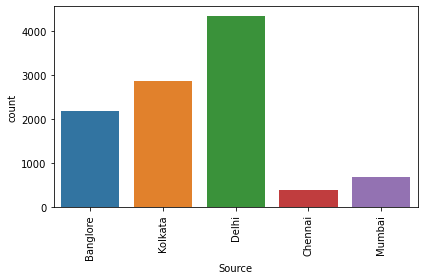 4000
3000
2000
1000
0
count
Banglore
Kolkata
Delhi
Chennai
Mumbai
Source